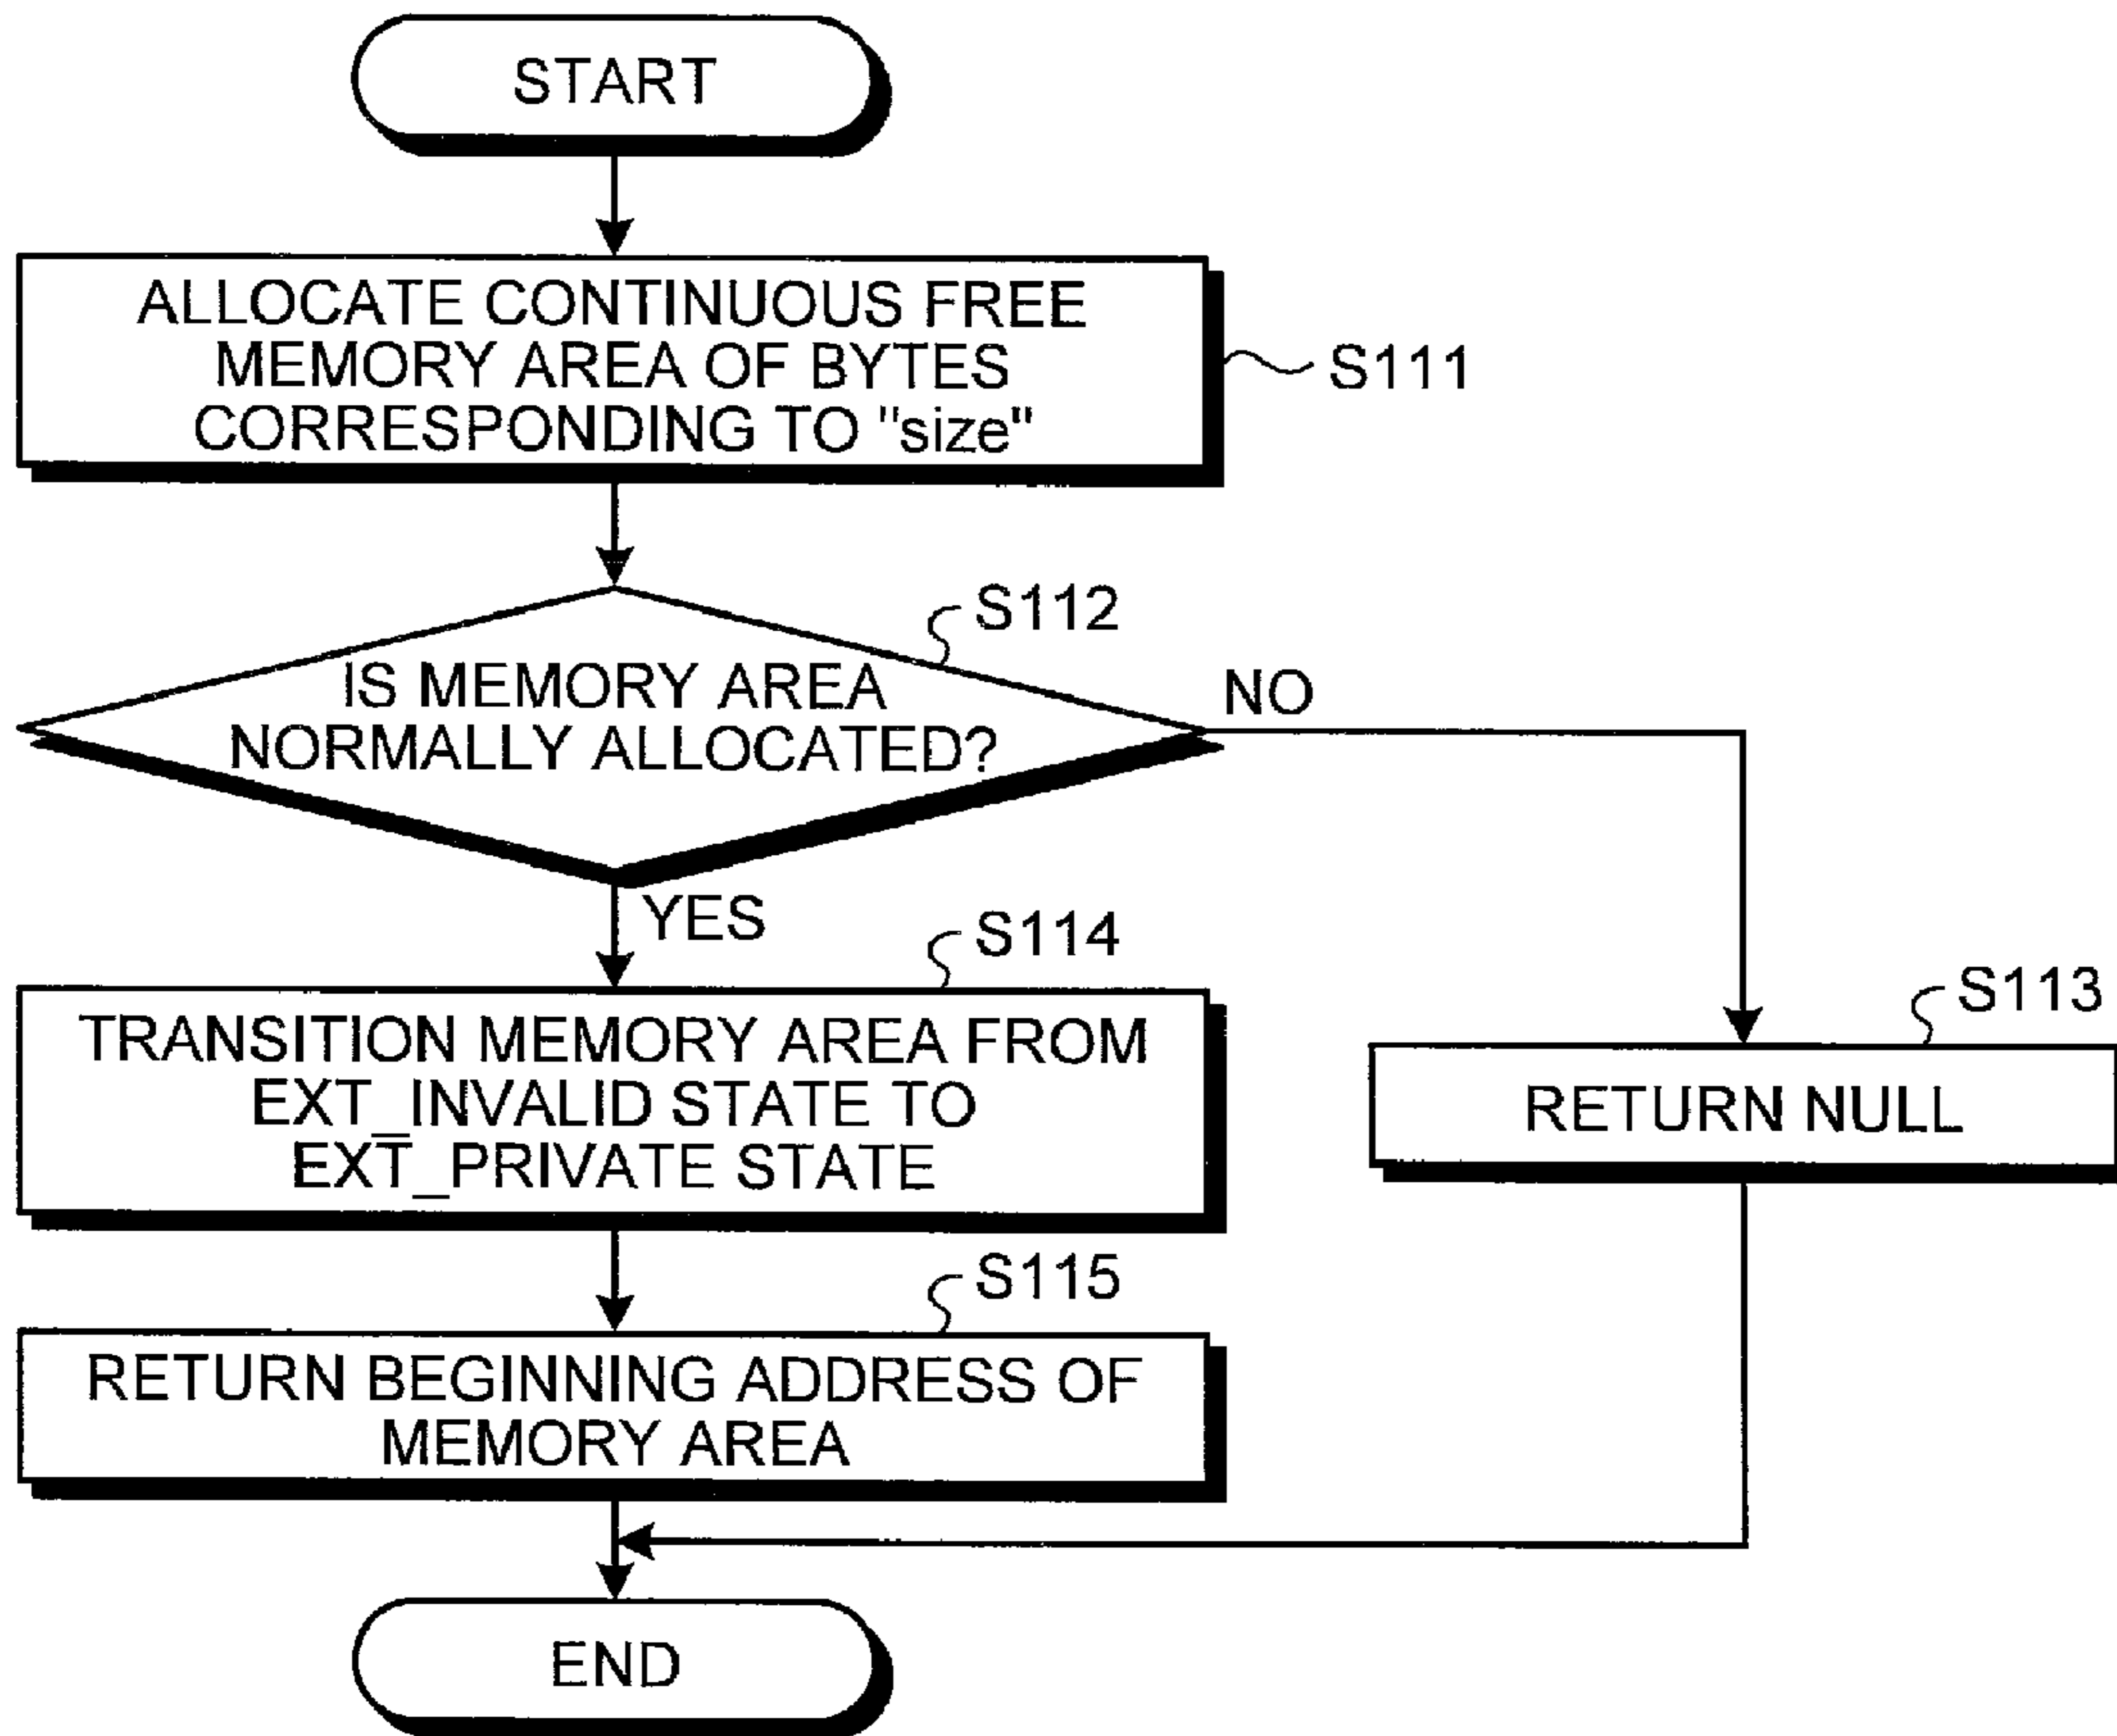 START
ALLOCATE CONTINUOUS FREE
MEMORY AREA OF BYTES
CORRESPONDING TO "size"
S111
S112
IS MEMORY AREA
NORMALLY ALLOCATED?
NO
YES
S114
TRANSITION MEMORY AREA FROM
EXT_INVALID STATE TO
EXT_PRIVATE STATE
S113
RETURN NULL
S115
RETURN BEGINNING ADDRESS OF
MEMORY AREA
END